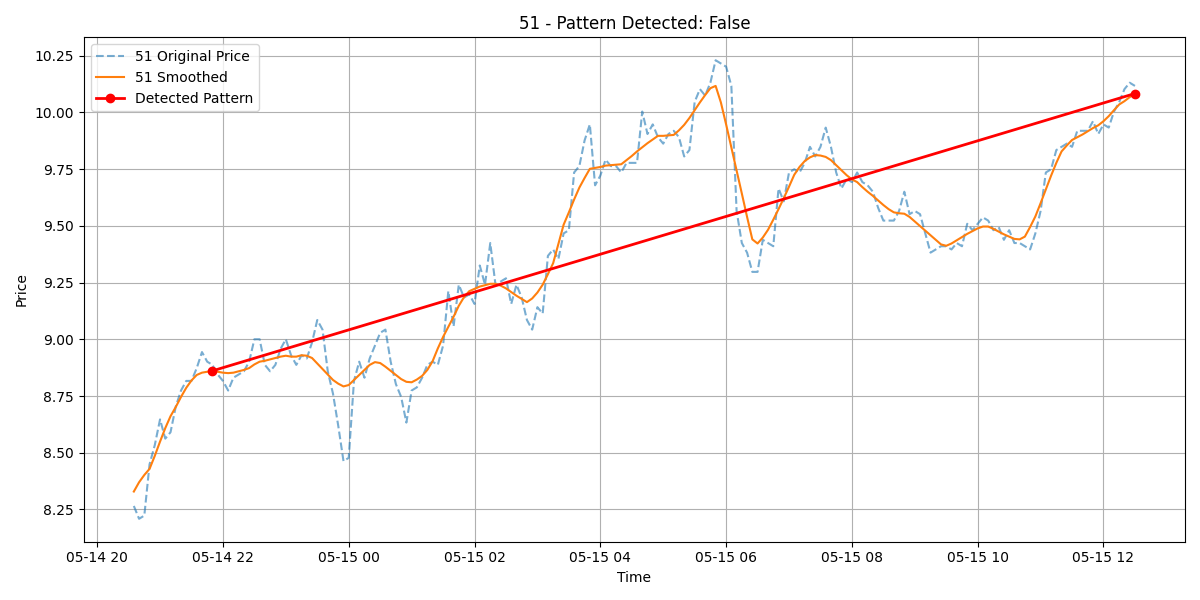 51 - Pattern Detected: False
51 Original Price
51 Smoothed
Detected Pattern
Price
10.25
10.00
9.75
9.50
9.25
9.00
8.75
8.50
8.25
05-14 20 05-14 22 05-15 00 05-15 02 05-15 04 05-15 06 05-15 08 05-15 10 05-15 12
Time